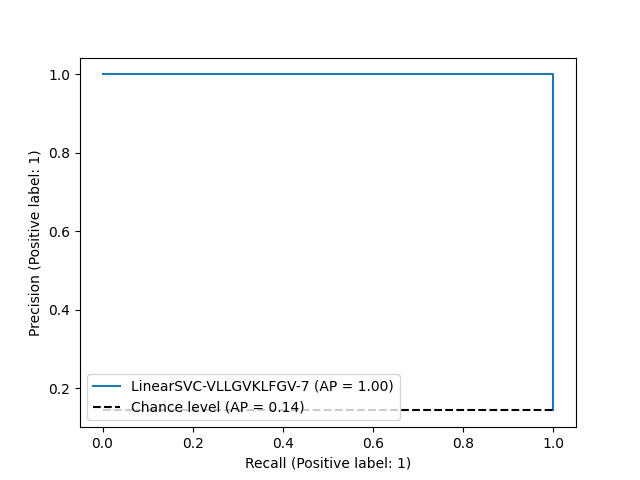 1.0
0.8
0.6
0.4
0.2
Precision (Positive label: 1)
LinearSVC-VLLGVKLFGV-7 (AP = 1.00)
Chance level (AP = 0.14)
0.0 0.2 0.4 0.6 0.8 1.0
Recall (Positive label: 1)